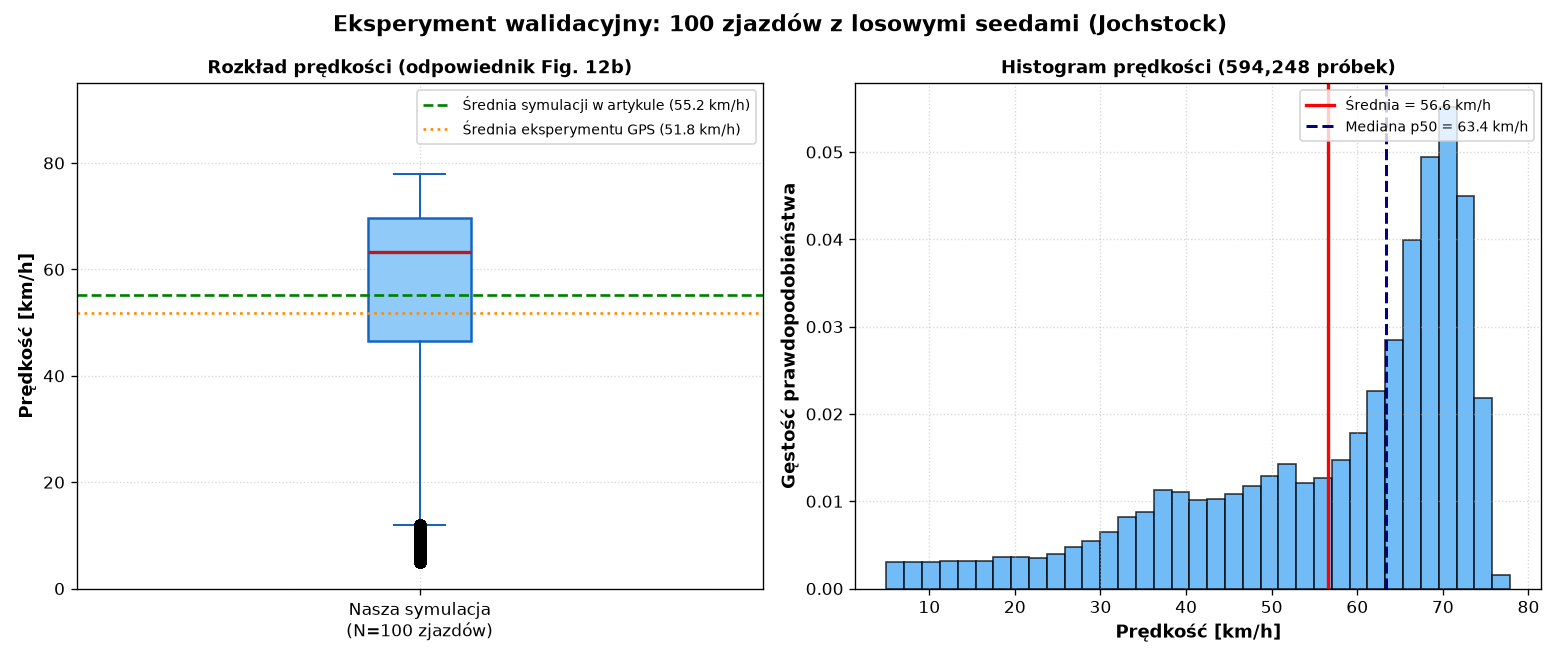 Eksperyment walidacyjny: 100 zjazdów z losowymi seedami (Jochstock)
Rozkład prędkości (odpowiednik Fig. 12b)
Średnia symulacji w artykule (55.2 km/h)
Średnia eksperymentu GPS (51.8 km/h)
Prędkość [km/h]
80
60
40
20
0
Nasza symulacja
(N=100 zjazdów)
Histogram prędkości (594,248 próbek)
Średnia = 56.6 km/h
Mediana p50 = 63.4 km/h
Gęstość prawdopodobieństwa
0.05
0.04
0.03
0.02
0.01
0.00
10 20 30 40 50 60 70 80
Prędkość [km/h]